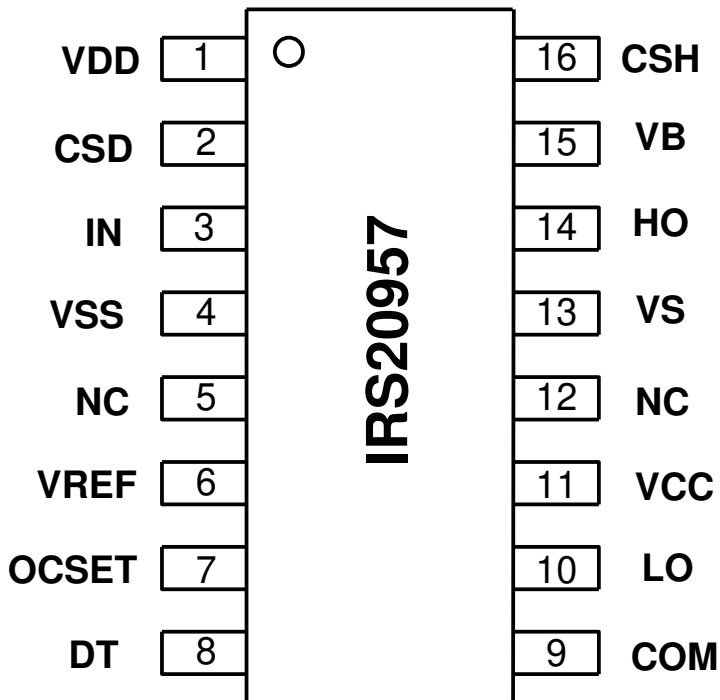 VDD 1 16 CSH
CSD 2 15 VB
IN 3 14 HO
VSS 4 13 VS
NC 5 12 NC
VREF 6 11 VCC
OCSET 7 10 LO
DT 8 9 COM
IRS20957